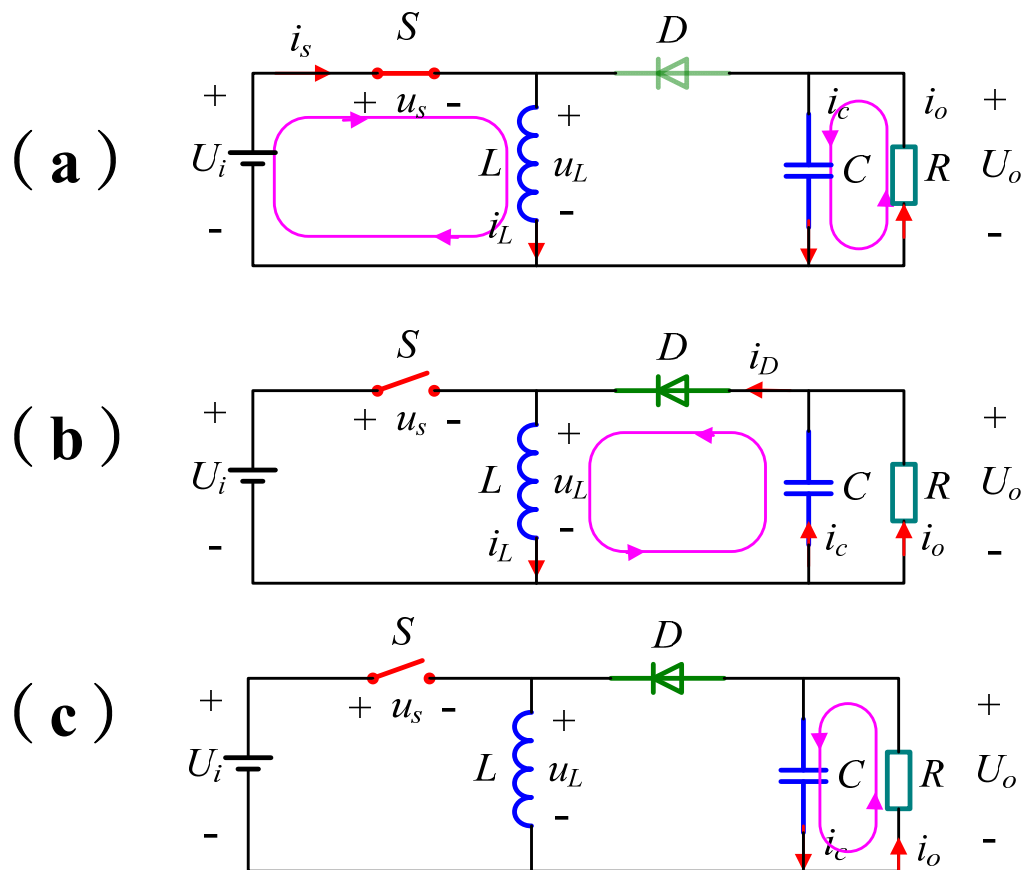 S D
i_s
+ i_c i_o +
+ u_s - +
(a) U_i L u_L C R U_o
- - -
i_L
S D i_D
+ + u_s - + +
(b) U_i L u_L C R U_o
- i_L - i_c i_o -
S D
+ + u_s - + +
(c) U_i L u_L C R U_o
- - i_c i_o -